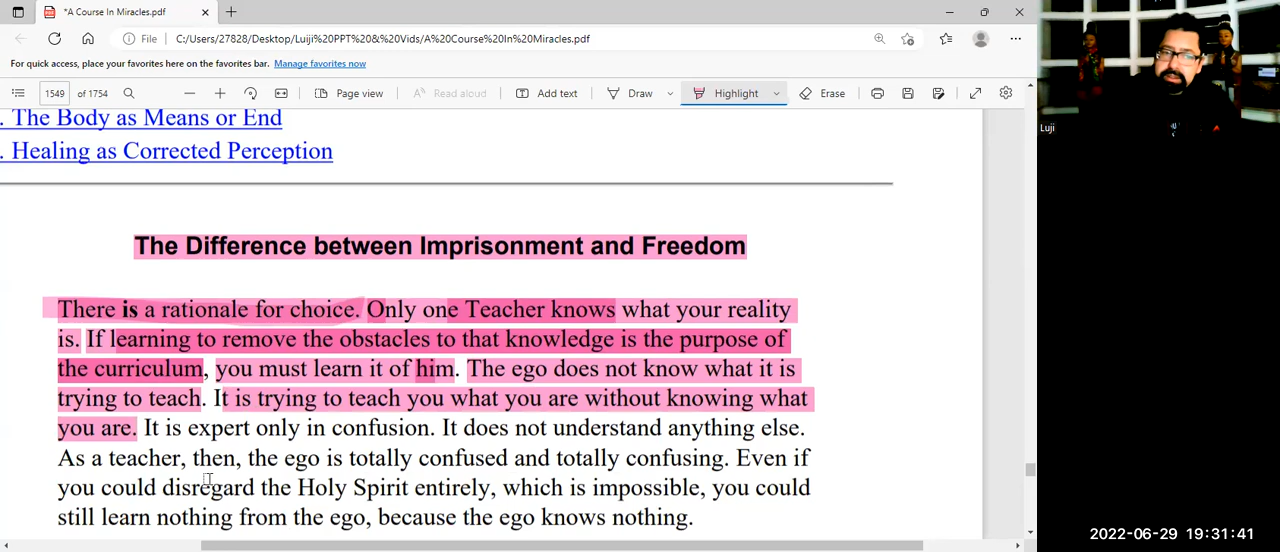 *A Course In Miracles.pdf
File
C:/Users/27828/Desktop/Luiji%20PPT%20&%20Vids/A%20Course%20In%20Miracles.pdf
For quick access, place your favorites here on the favorites bar. Manage favorites now
1549 of 1754
Page view
Read aloud
Add text
Draw
Highlight
Erase
. The Body as Means or End
. Healing as Corrected Perception
The Difference between Imprisonment and Freedom
There is a rationale for choice. Only one Teacher knows what your reality
is. If learning to remove the obstacles to that knowledge is the purpose of
the curriculum, you must learn it of him. The ego does not know what it is
trying to teach. It is trying to teach you what you are without knowing what
you are. It is expert only in confusion. It does not understand anything else.
As a teacher, then, the ego is totally confused and totally confusing. Even if
you could disregard the Holy Spirit entirely, which is impossible, you could
still learn nothing from the ego, because the ego knows nothing.
Luji
2022-06-29 19:31:41